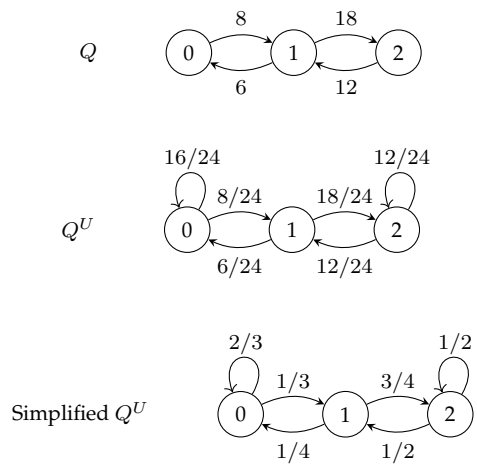 8 18
Q 0 1 2
6 12
16/24 12/24
8/24 18/24
Q^U 0 1 2
6/24 12/24
2/3 1/2
1/3 3/4
Simplified Q^U 0 1 2
1/4 1/2